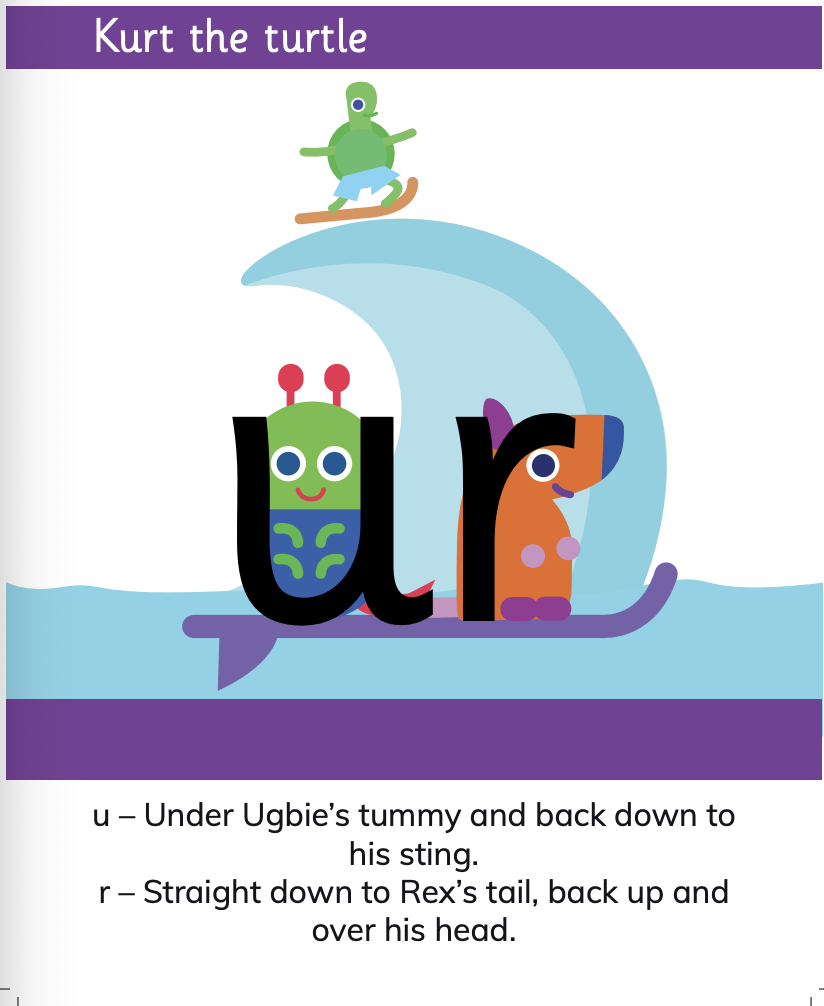 Kurt the turtle
ur
u – Under Ugbie’s tummy and back down to
his sting.
r – Straight down to Rex’s tail, back up and
over his head.